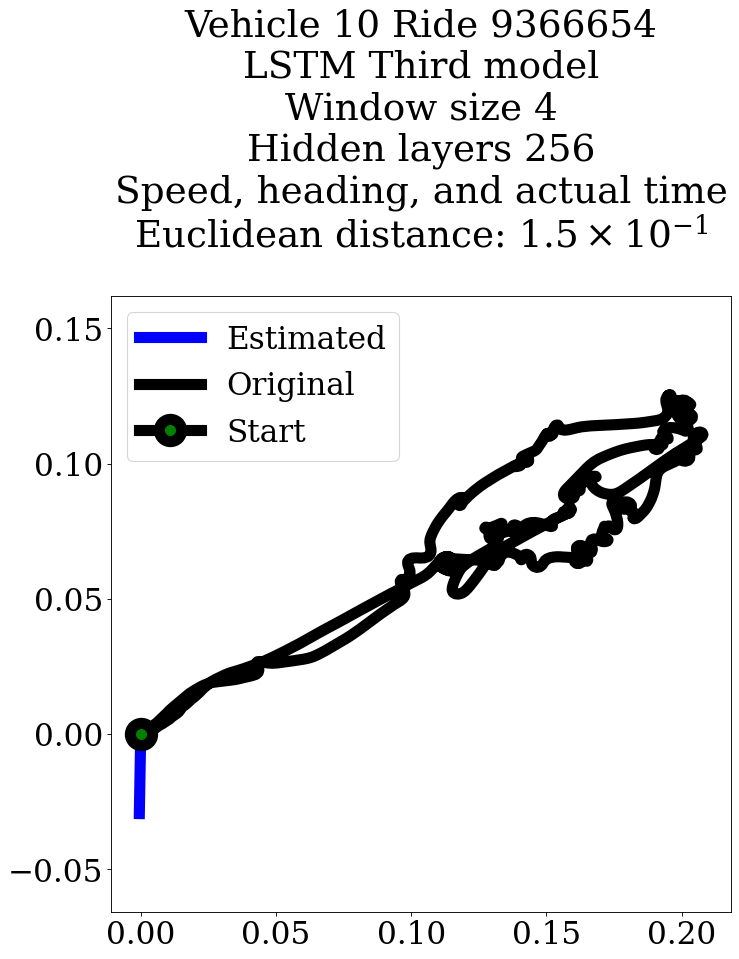 Vehicle 10 Ride 9366654
LSTM Third model
Window size 4
Hidden layers 256
Speed, heading, and actual time
Euclidean distance: 1.5 × 10⁻¹
Estimated
Original
Start
0.15
0.10
0.05
0.00
−0.05
0.00 0.05 0.10 0.15 0.20